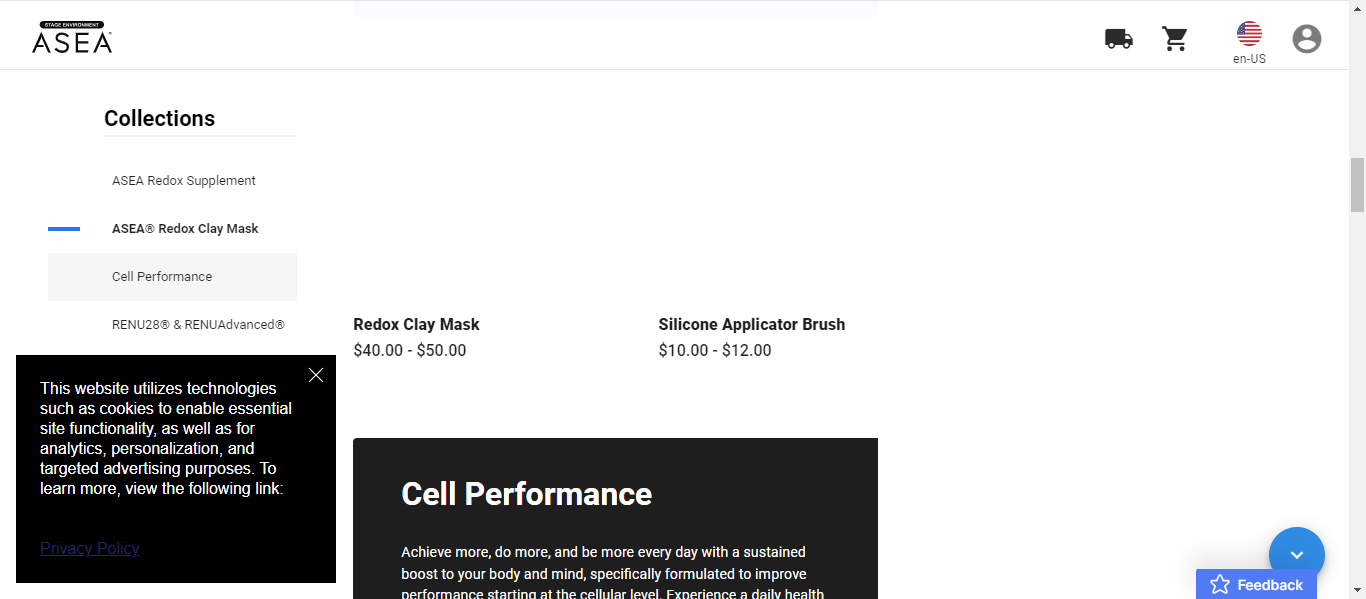 STAGE ENVIRONMENT
ASEA
en-US
Collections
ASEA Redox Supplement
ASEA® Redox Clay Mask
Cell Performance
RENU28® & RENUAdvanced®
Redox Clay Mask
$40.00 - $50.00
Silicone Applicator Brush
$10.00 - $12.00
This website utilizes technologies
such as cookies to enable essential
site functionality, as well as for
analytics, personalization, and
targeted advertising purposes. To
learn more, view the following link:
Privacy Policy
Cell Performance
Achieve more, do more, and be more every day with a sustained
boost to your body and mind, specifically formulated to improve
performance starting at the cellular level. Experience a daily health
Feedback